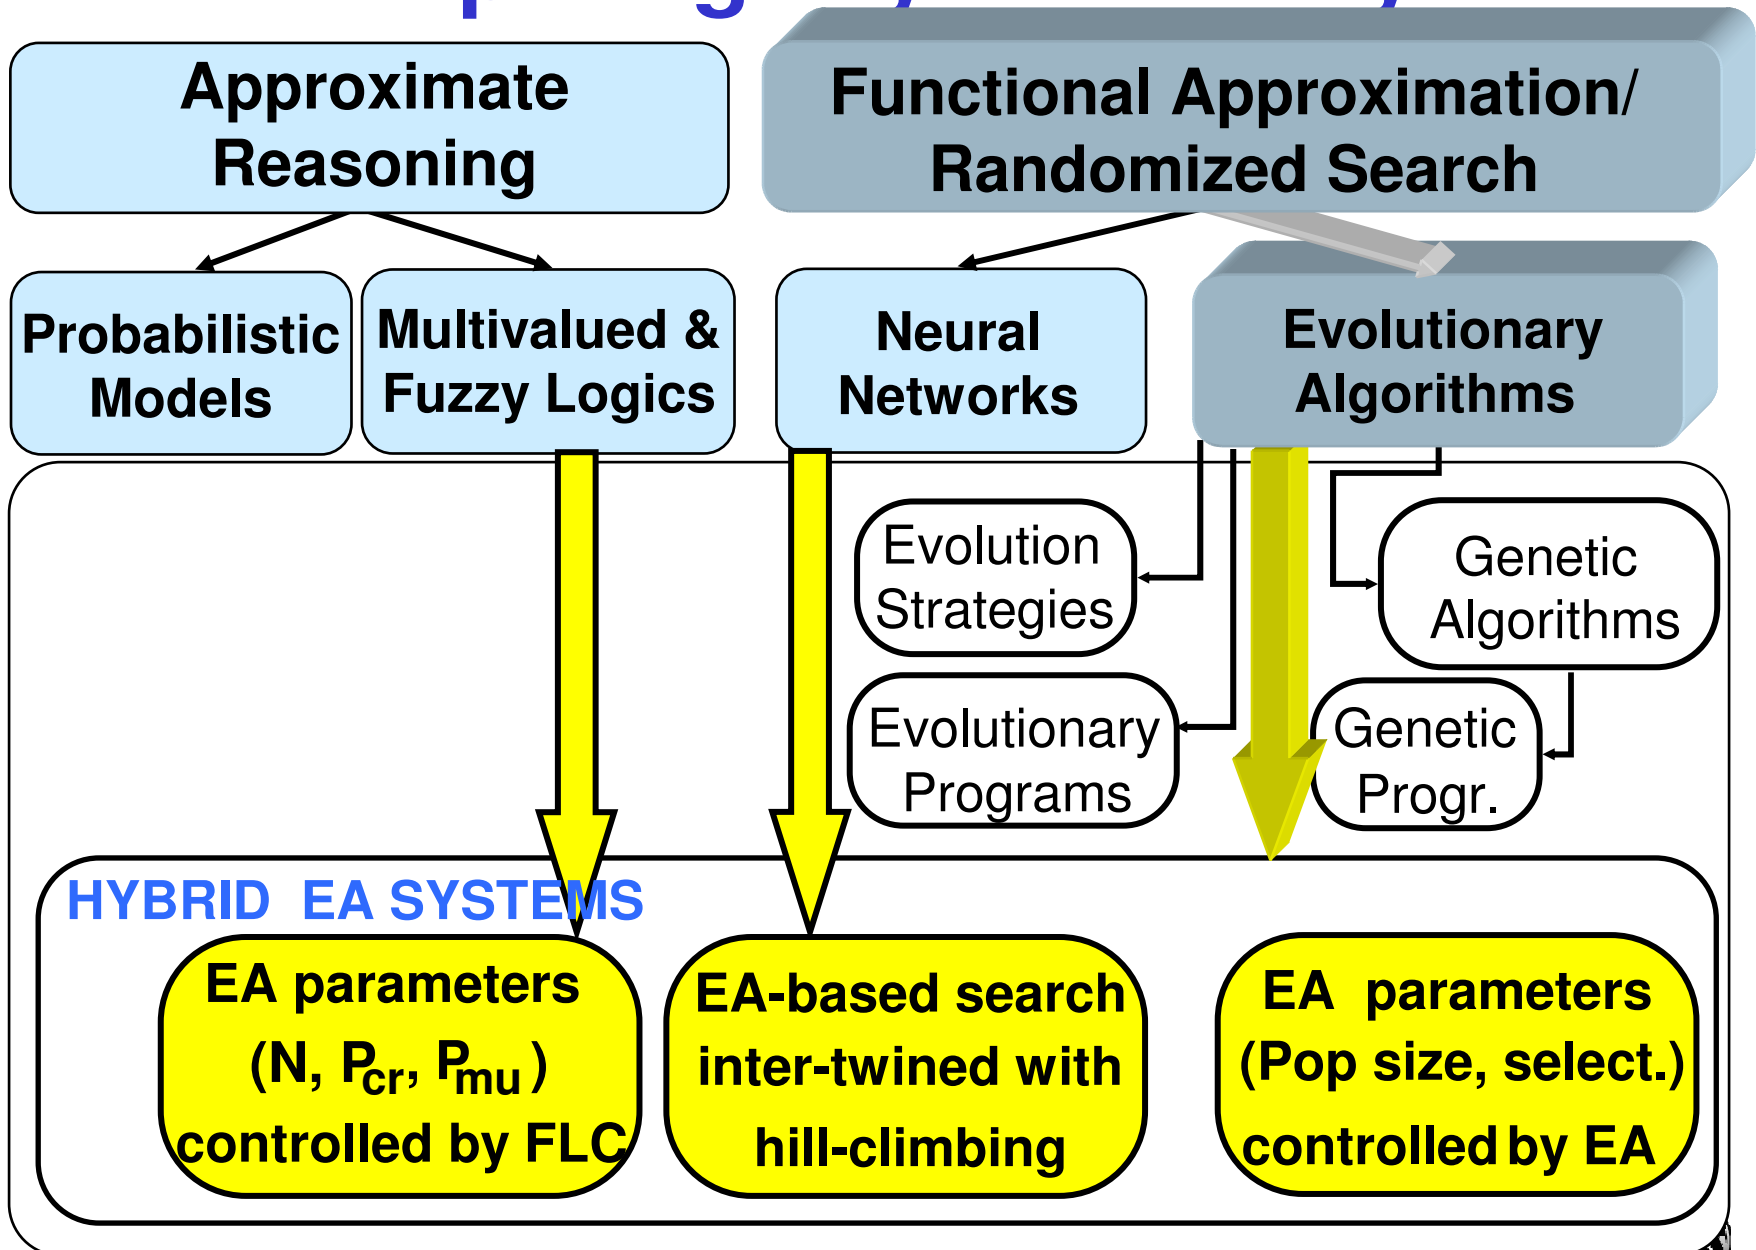 Approximate
Reasoning
Functional Approximation/
Randomized Search
Probabilistic
Models
Multivalued &
Fuzzy Logics
Neural
Networks
Evolutionary
Algorithms
Evolution
Strategies
Genetic
Algorithms
Evolutionary
Programs
Genetic
Progr.
HYBRID EA SYSTEMS
EA parameters
(N, Pcr, Pmu)
controlled by FLC
EA-based search
inter-twined with
hill-climbing
EA parameters
(Pop size, select.)
controlled by EA